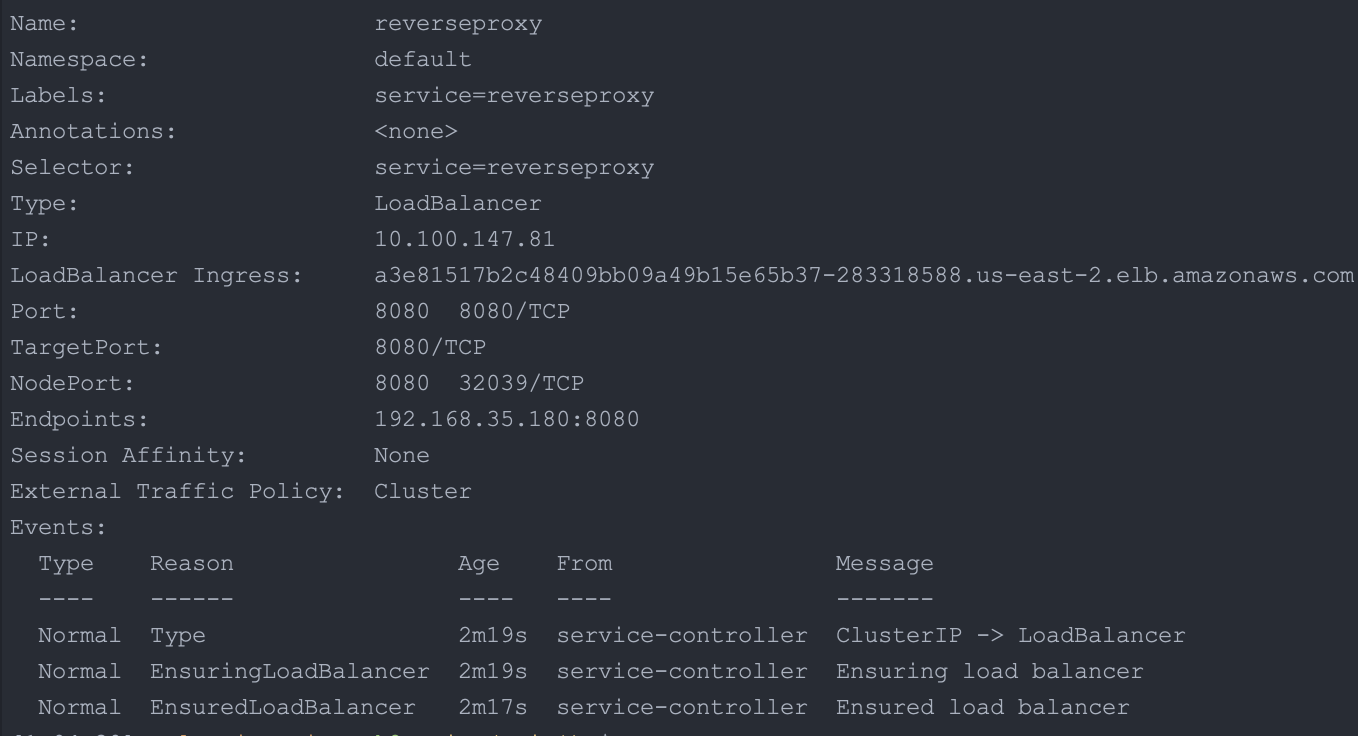 Name:                     reverseproxy
Namespace:                default
Labels:                   service=reverseproxy
Annotations:              <none>
Selector:                 service=reverseproxy
Type:                     LoadBalancer
IP:                       10.100.147.81
LoadBalancer Ingress:     a3e81517b2c48409bb09a49b15e65b37-283318588.us-east-2.elb.amazonaws.com
Port:                     8080  8080/TCP
TargetPort:               8080/TCP
NodePort:                 8080  32039/TCP
Endpoints:                192.168.35.180:8080
Session Affinity:         None
External Traffic Policy:  Cluster
Events:
  Type    Reason                Age    From                Message
  ----    ------                ----   ----                -------
  Normal  Type                  2m19s  service-controller  ClusterIP -> LoadBalancer
  Normal  EnsuringLoadBalancer  2m19s  service-controller  Ensuring load balancer
  Normal  EnsuredLoadBalancer   2m17s  service-controller  Ensured load balancer